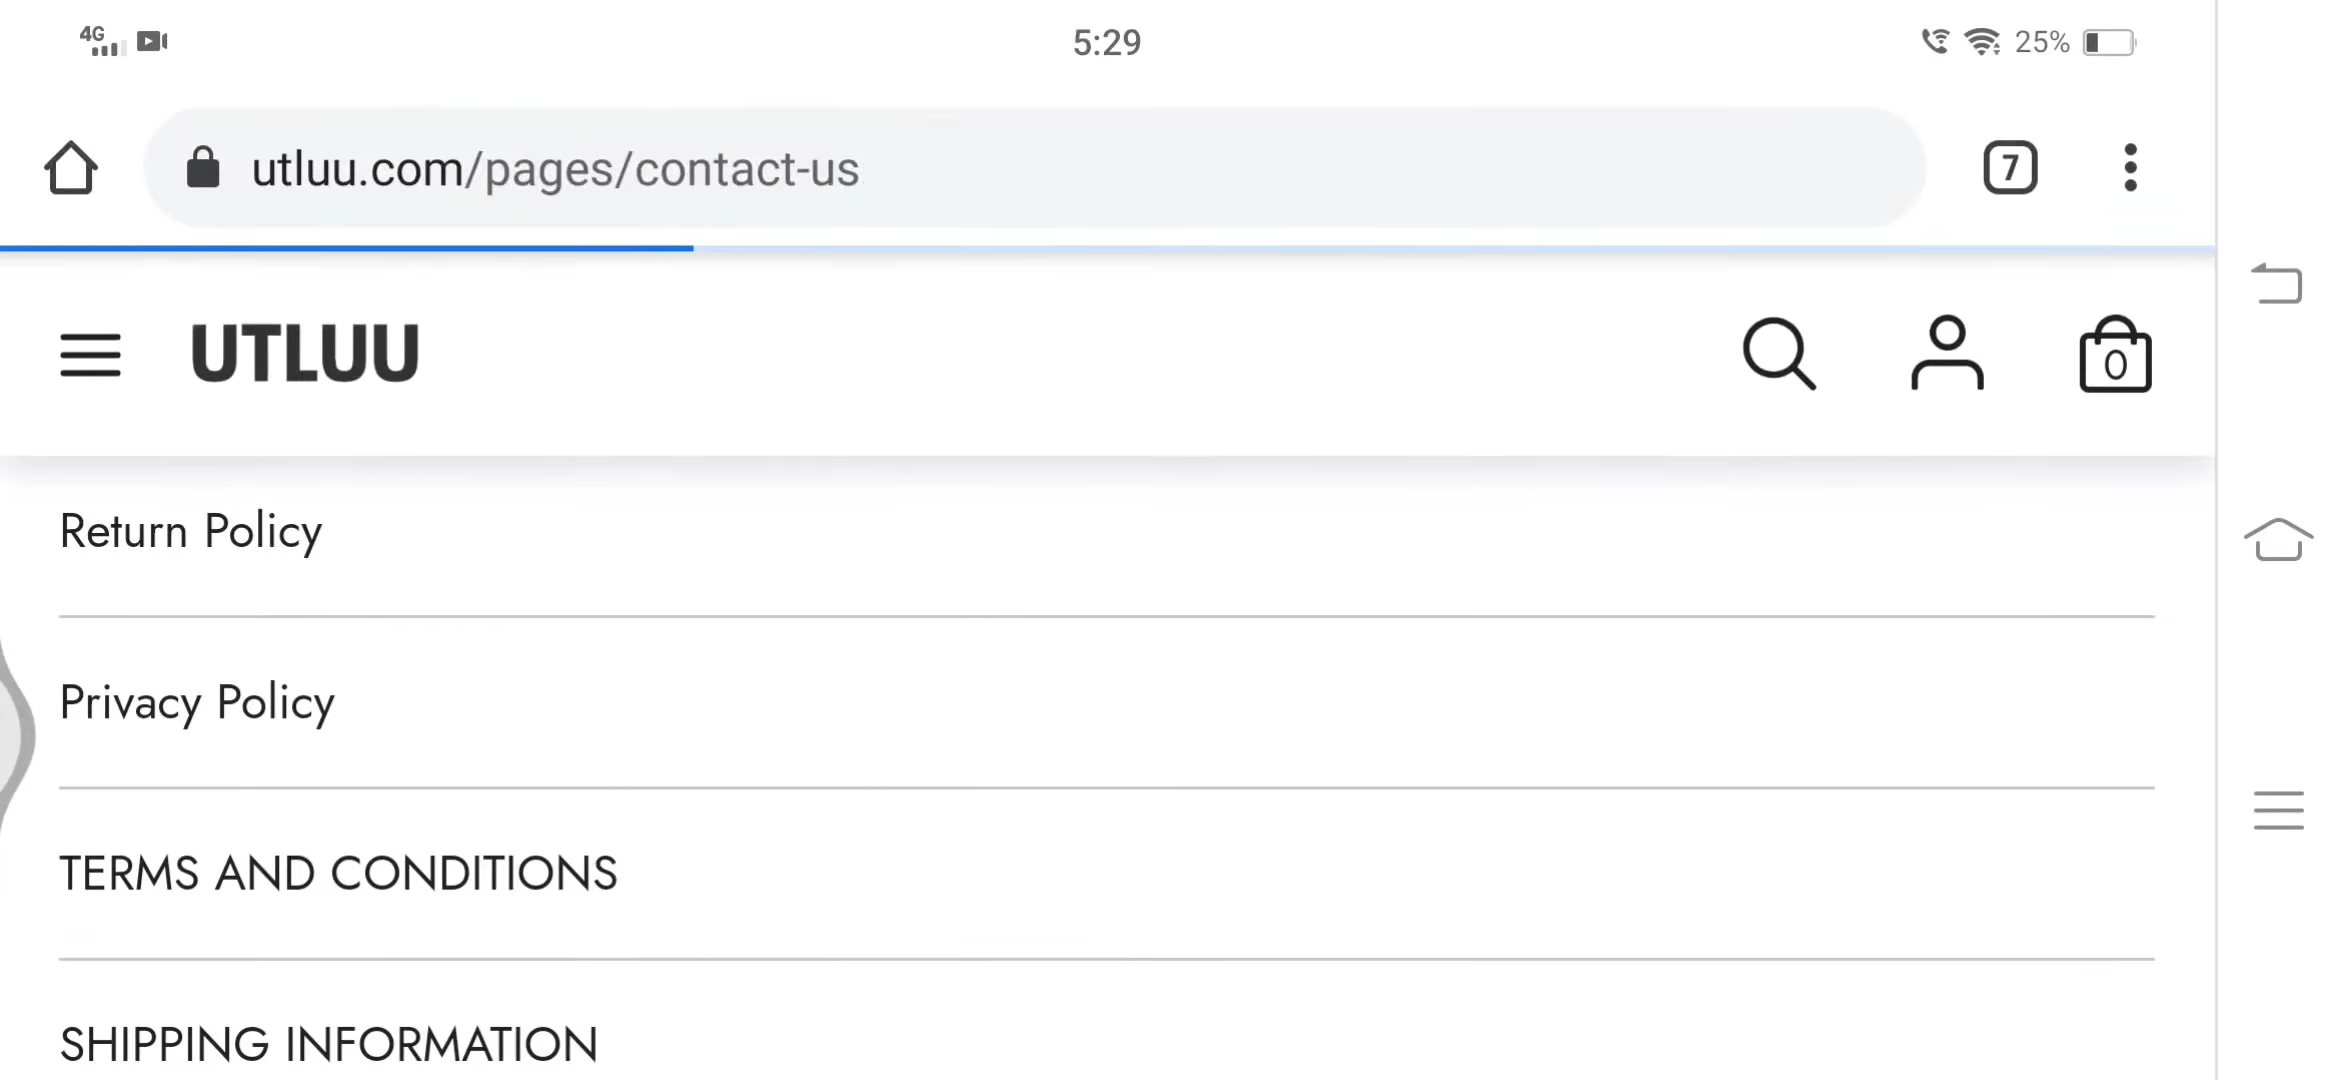 4G
5:29
25%
utluu.com/pages/contact-us
7
UTLUU
0
Return Policy
Privacy Policy
TERMS AND CONDITIONS
SHIPPING INFORMATION